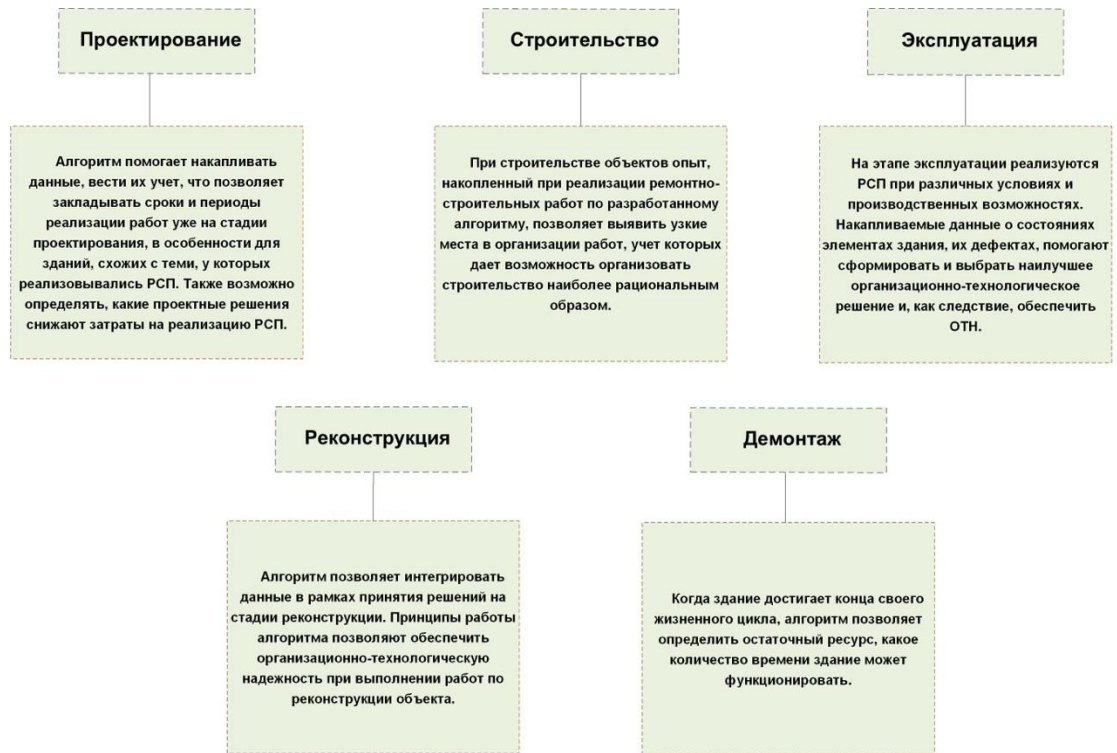 Проектирование
Алгоритм помогает накапливать
данные, вести их учет, что позволяет
закладывать сроки и периоды
реализации работ уже на стадии
проектирования, в особенности для
зданий, схожих с теми, у которых
реализовывались РСП. Также возможно
определять, какие проектные решения
снижают затраты на реализацию РСП.
Строительство
При строительстве объектов опыт,
накопленный при реализации ремонтно-
строительных работ по разработанному
алгоритму, позволяет выявить узкие
места в организации работ, учет которых
дает возможность организовать
строительство наиболее рациональным
образом.
Эксплуатация
На этапе эксплуатации реализуются
РСП при различных условиях и
производственных возможностях.
Накапливаемые данные о состояниях
элементах здания, их дефектах, помогают
сформировать и выбрать наилучшее
организационно-технологическое
решение и, как следствие, обеспечить
ОТН.
Реконструкция
Алгоритм позволяет интегрировать
данные в рамках принятия решений на
стадии реконструкции. Принципы работы
алгоритма позволяют обеспечить
организационно-технологическую
надежность при выполнении работ по
реконструкции объекта.
Демонтаж
Когда здание достигает конца своего
жизненного цикла, алгоритм позволяет
определить остаточный ресурс, какое
количество времени здание может
функционировать.